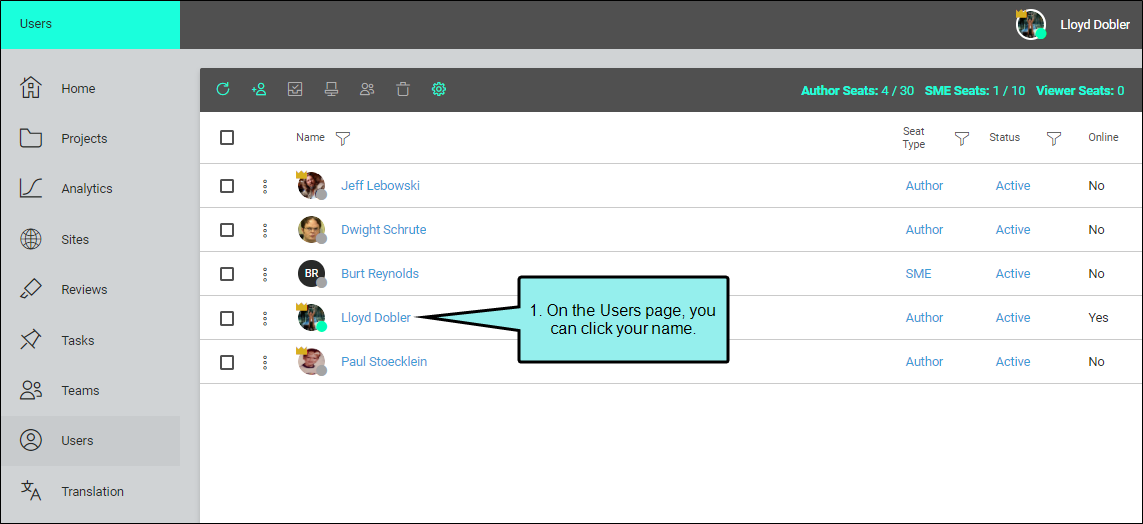 Users
Lloyd Dobler
Home
Projects
Analytics
Sites
Reviews
Tasks
Teams
Users
Translation
Author Seats: 4 / 30 SME Seats: 1 / 10 Viewer Seats: 0
Name Seat Type Status Online
Jeff Lebowski Author Active No
Dwight Schrute Author Active No
BR Burt Reynolds SME Active No
Lloyd Dobler Author Active Yes
Paul Stoecklein Author Active No
1. On the Users page, you
can click your name.